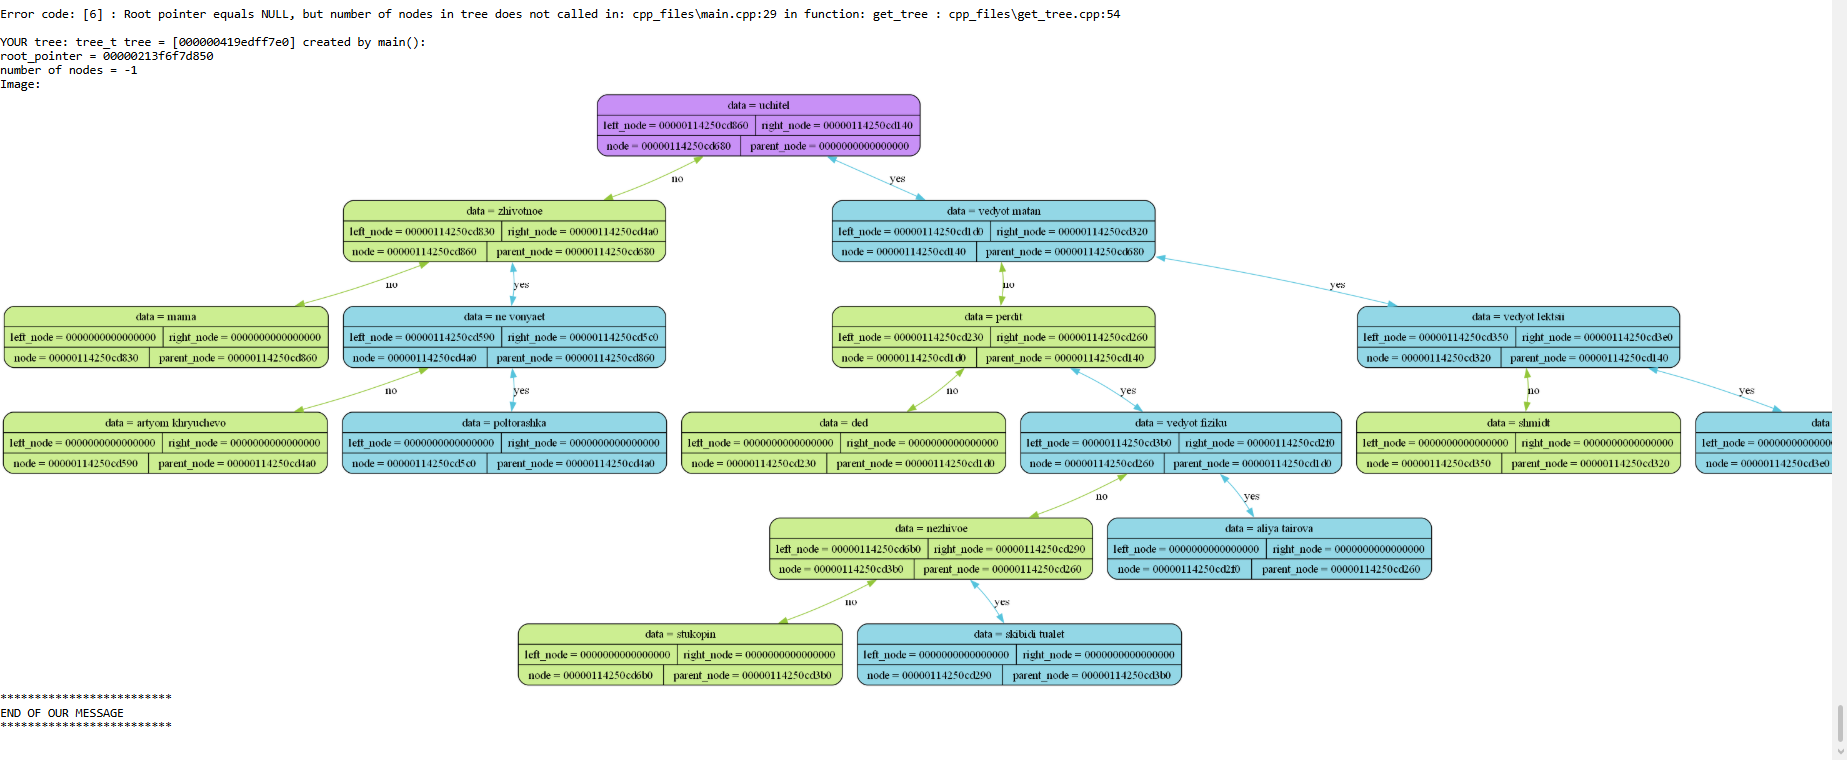 Error code: [6] : Root pointer equals NULL, but number of nodes in tree does not called in: cpp_files\main.cpp:29 in function: get_tree : cpp_files\get_tree.cpp:54
YOUR tree: tree_t tree = [000000419edff7e0] created by main():
root_pointer = 00000213f6f7d850
number of nodes = -1
Image:
data = uchitel
left_node = 00000114250cd860 right_node = 00000114250cd140
node = 00000114250cd680 parent_node = 0000000000000000
no yes
data = zhivotnoe data = vedyot matan
left_node = 00000114250cd830 right_node = 00000114250cd4a0 left_node = 00000114250cd1d0 right_node = 00000114250cd320
node = 00000114250cd860 parent_node = 00000114250cd680 node = 00000114250cd140 parent_node = 00000114250cd680
no yes no yes
data = mama data = ne vonyaet data = perdit data = vedyot lektsii
left_node = 0000000000000000 right_node = 0000000000000000 left_node = 00000114250cd590 right_node = 00000114250cd5c0 left_node = 00000114250cd230 right_node = 00000114250cd260 left_node = 00000114250cd350 right_node = 00000114250cd3e0
node = 00000114250cd830 parent_node = 00000114250cd860 node = 00000114250cd4a0 parent_node = 00000114250cd860 node = 00000114250cd1d0 parent_node = 00000114250cd140 node = 00000114250cd320 parent_node = 00000114250cd140
no yes no yes no yes
data = artyom khryuchevo data = poltorashka data = ded data = vedyot fiziku data = shmidt data
left_node = 0000000000000000 right_node = 0000000000000000 left_node = 0000000000000000 right_node = 0000000000000000 left_node = 0000000000000000 right_node = 0000000000000000 left_node = 00000114250cd3b0 right_node = 00000114250cd2f0 left_node = 0000000000000000 right_node = 0000000000000000 left_node =
node = 00000114250cd590 parent_node = 00000114250cd4a0 node = 00000114250cd5c0 parent_node = 00000114250cd4a0 node = 00000114250cd230 parent_node = 00000114250cd1d0 node = 00000114250cd260 parent_node = 00000114250cd1d0 node = 00000114250cd350 parent_node = 00000114250cd320 node = 00000114250cd3e0
no yes
data = nezhivoe data = aliya tairova
left_node = 00000114250cd6b0 right_node = 00000114250cd290 left_node = 0000000000000000 right_node = 0000000000000000
node = 00000114250cd3b0 parent_node = 00000114250cd260 node = 00000114250cd2f0 parent_node = 00000114250cd260
no yes
data = stukopin data = skibidi tualet
left_node = 0000000000000000 right_node = 0000000000000000 left_node = 0000000000000000 right_node = 0000000000000000
node = 00000114250cd6b0 parent_node = 00000114250cd3b0 node = 00000114250cd290 parent_node = 00000114250cd3b0
*************************
END OF OUR MESSAGE
*************************